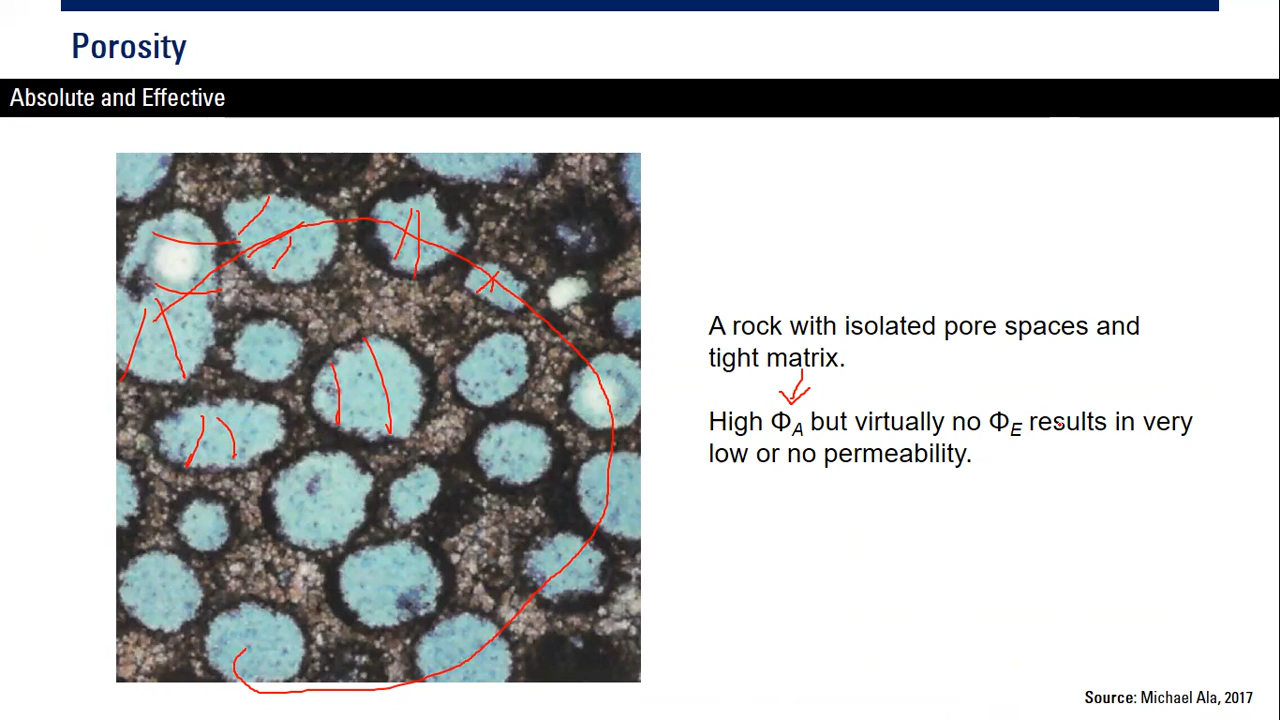 Porosity
Absolute and Effective
A rock with isolated pore spaces and
tight matrix.
High ΦA but virtually no ΦE results in very
low or no permeability.
Source: Michael Ala, 2017